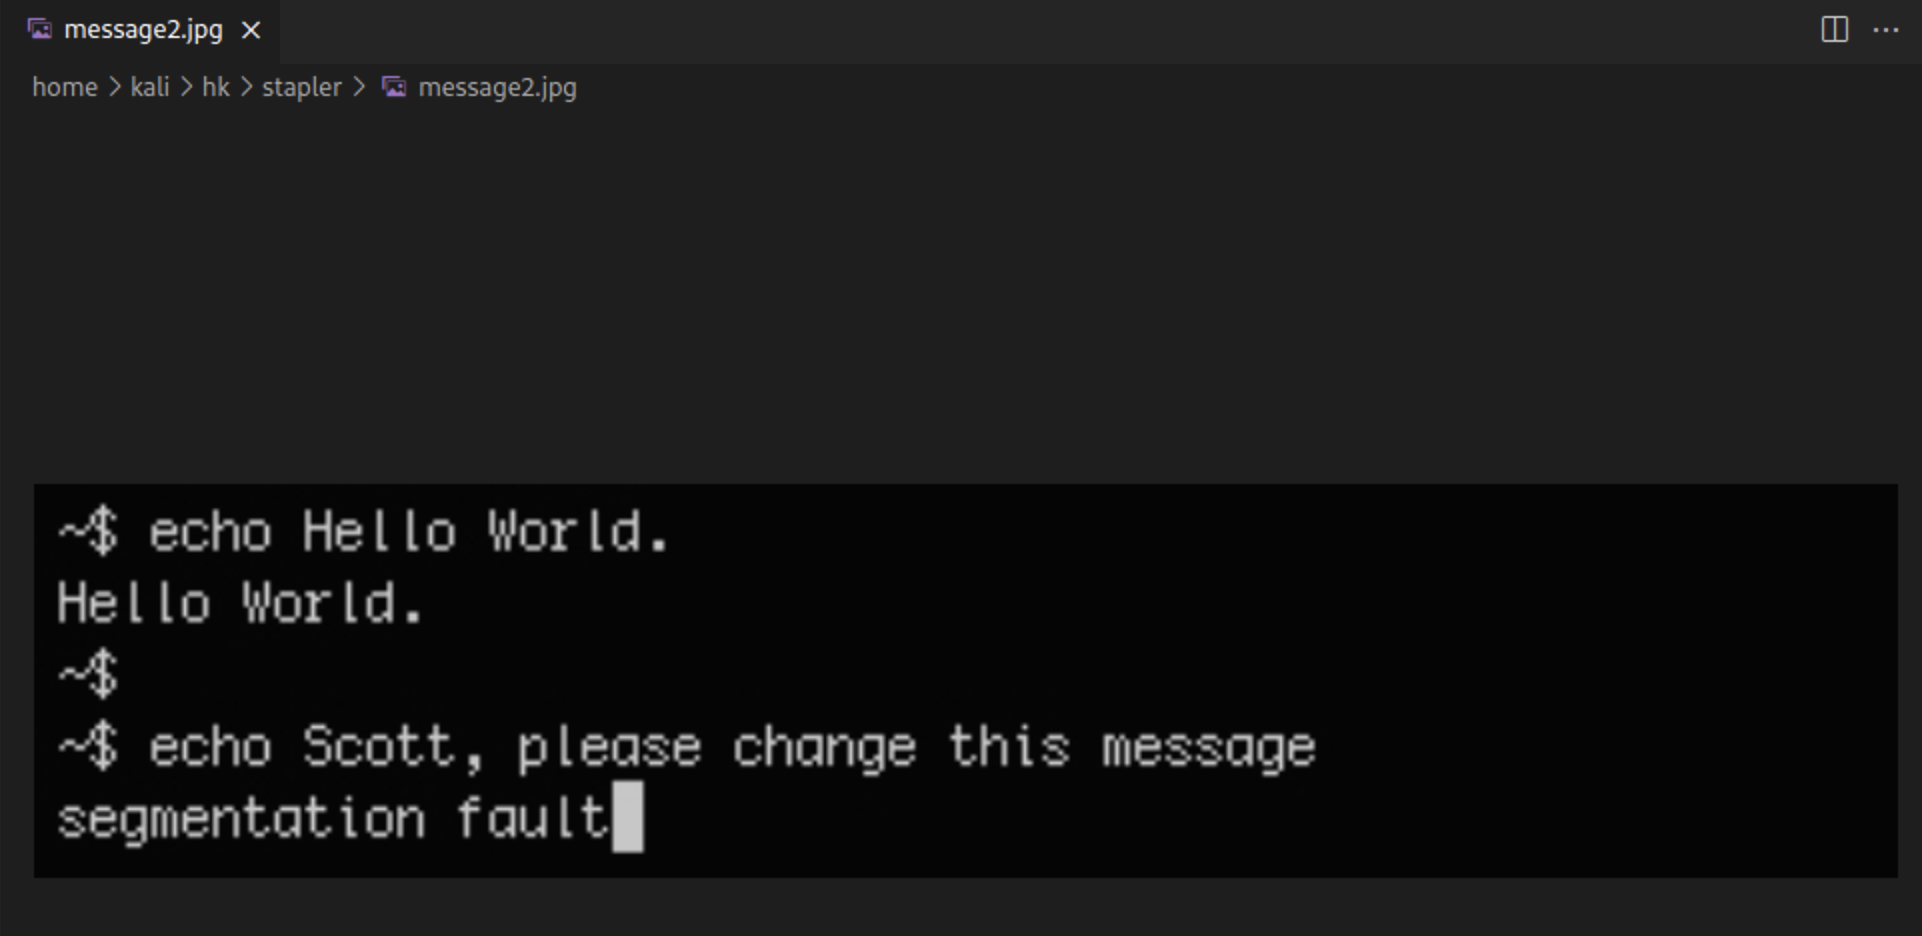 message2.jpg
home > kali > hk > stapler > message2.jpg
~$ echo Hello World.
Hello World.
~$
~$ echo Scott, please change this message
segmentation fault